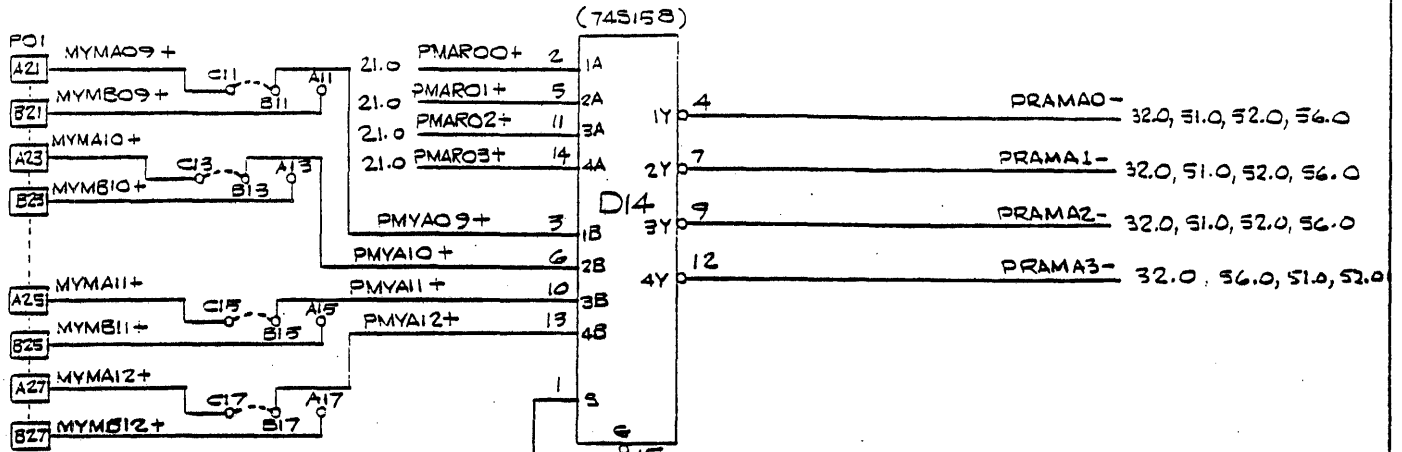 (74S158)
P01
A21 MYMA09+ C11 B11 A11
B21 MYMB09+
A23 MYMA10+ C13 B13 A13
B23 MYMB10+
A25 MYMA11+ C15 B15 A15
B25 MYMB11+
A27 MYMA12+ C17 B17 A17
B27 MYMB12+
21.0 PMAR00+ 2 1A
21.0 PMAR01+ 5 2A
21.0 PMAR02+ 11 3A
21.0 PMAR03+ 14 4A
D14
PMYA09+ 3 1B
PMYA10+ 6 2B
PMYA11+ 10 3B
PMYA12+ 13 4B
1 S
G
15
1Y 4 PRAMA0- 32.0, 51.0, 52.0, 56.0
2Y 7 PRAMA1- 32.0, 51.0, 52.0, 56.0
3Y 9 PRAMA2- 32.0, 51.0, 52.0, 56.0
4Y 12 PRAMA3- 32.0, 56.0, 51.0, 52.0